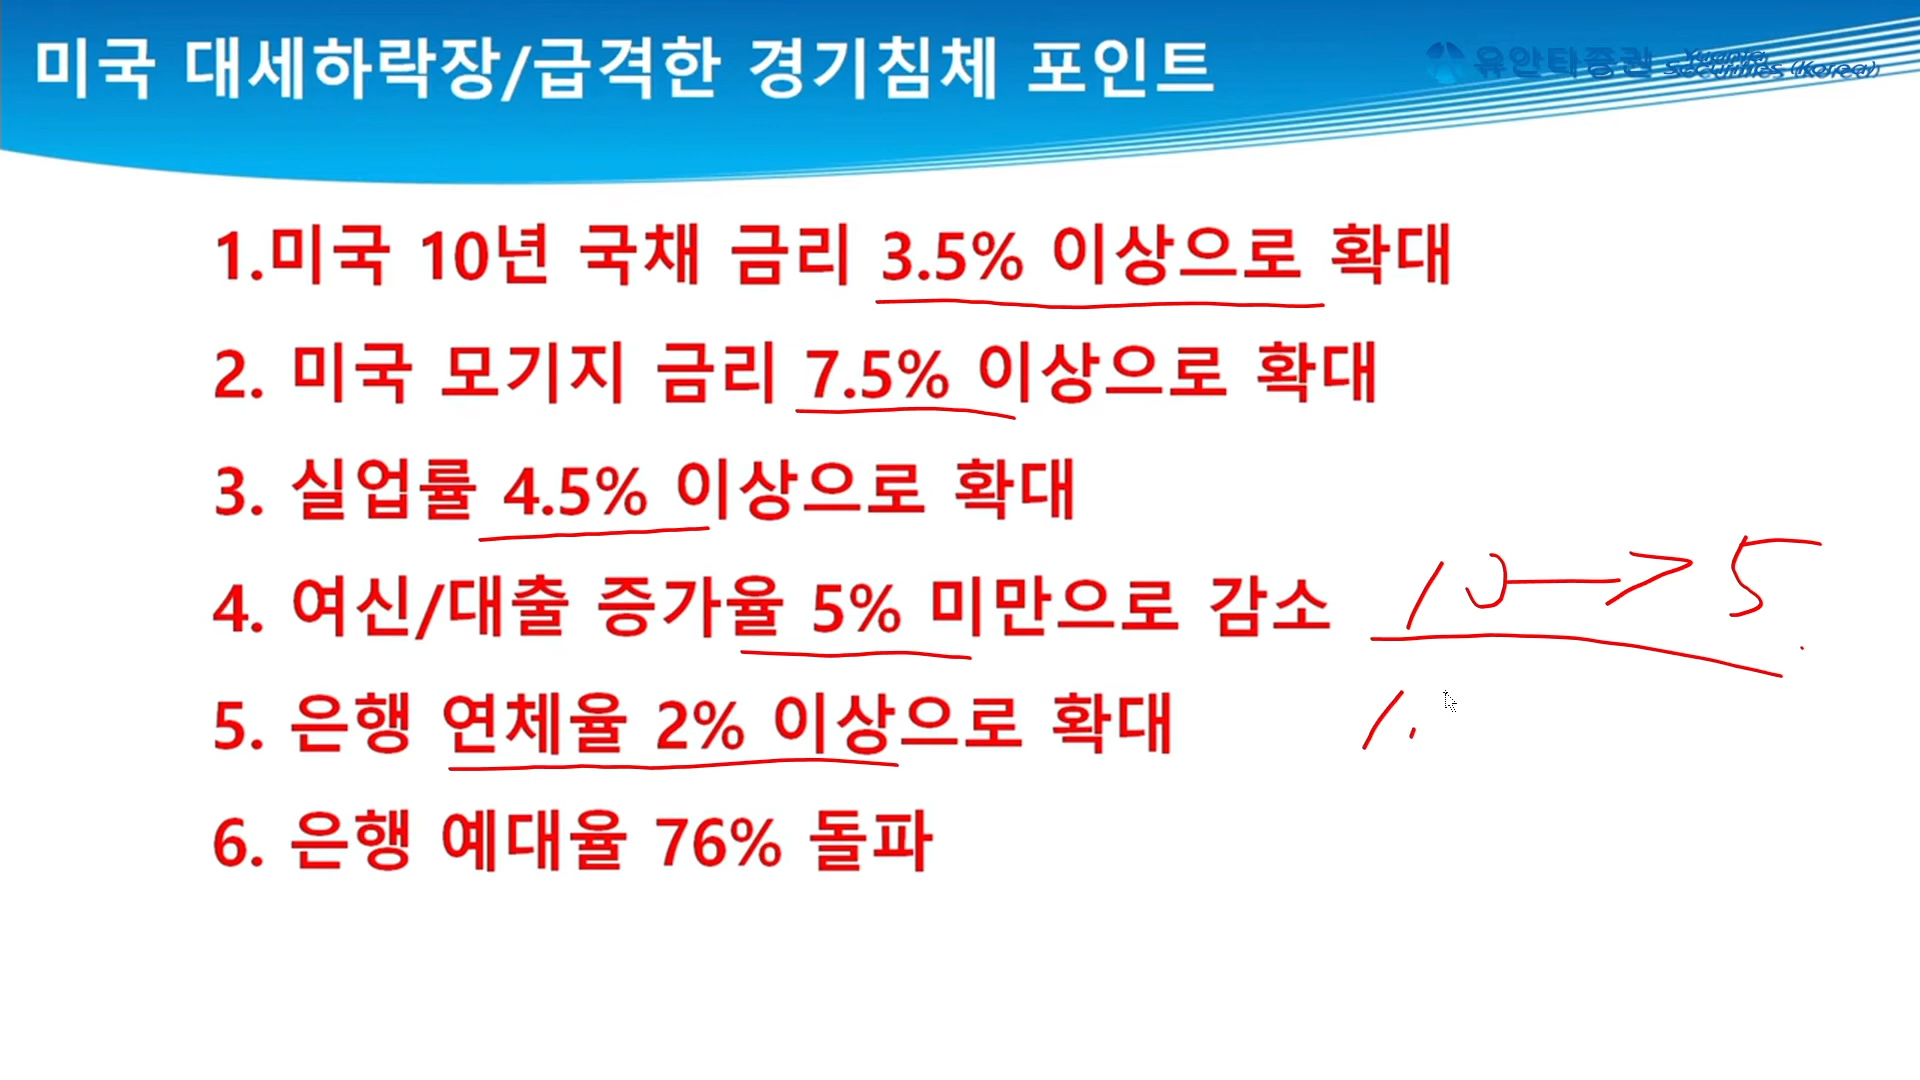 미국 대세하락장/급격한 경기침체 포인트
유안타증권 Yuanta Securities (Korea)
1.미국 10년 국채 금리 3.5% 이상으로 확대
2. 미국 모기지 금리 7.5% 이상으로 확대
3. 실업률 4.5% 이상으로 확대
4. 여신/대출 증가율 5% 미만으로 감소 10→5
5. 은행 연체율 2% 이상으로 확대 1.
6. 은행 예대율 76% 돌파